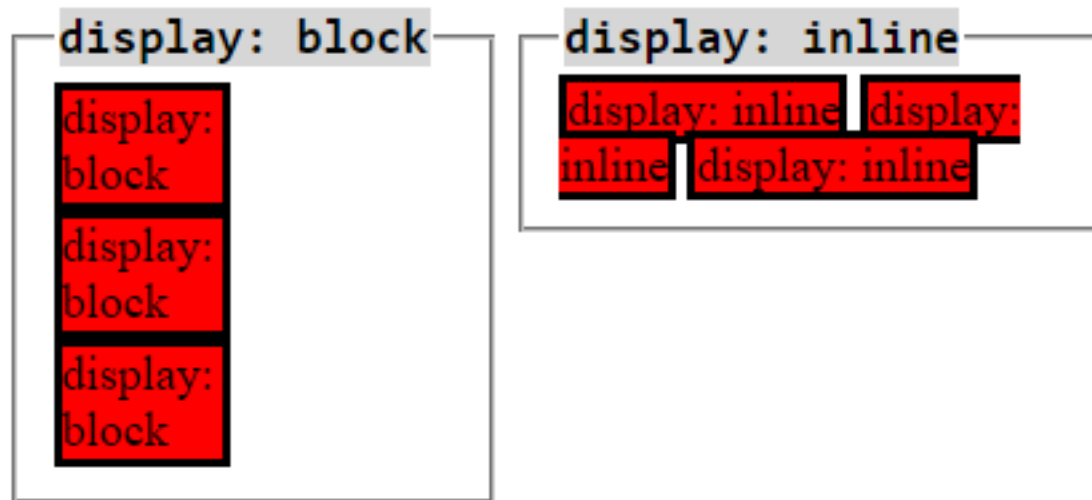 display: block
display:
block
display:
block
display:
block
display: inline
display: inline display:
inline display: inline